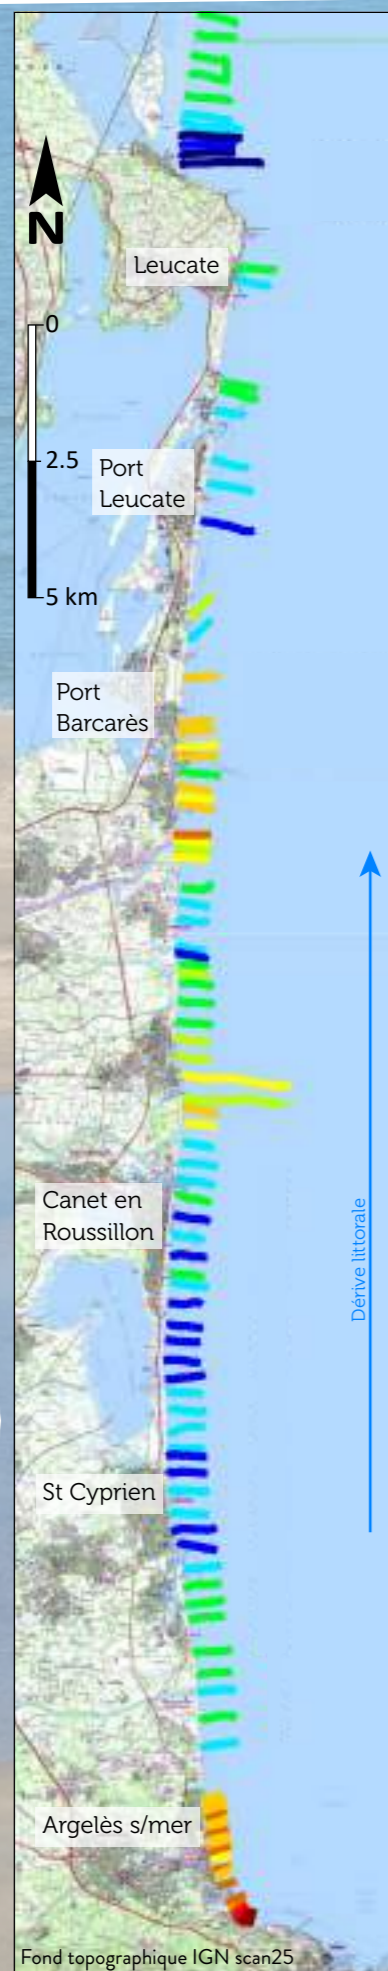 N
Leucate
0
2.5
Port
Leucate
5 km
Port
Barcarès
Canet en
Roussillon
Dérive littorale
St Cyprien
Argelès s/mer
Fond topographique IGN scan25